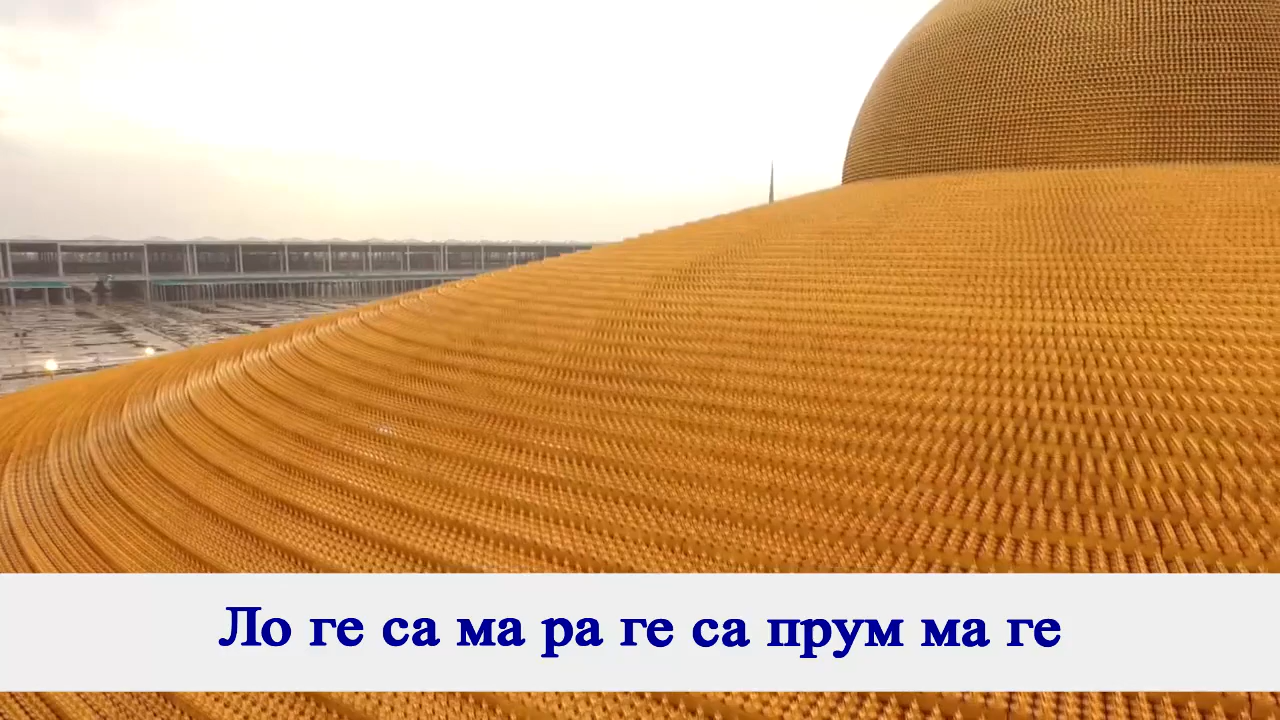 Ло ге са ма ра ге са прум ма ге